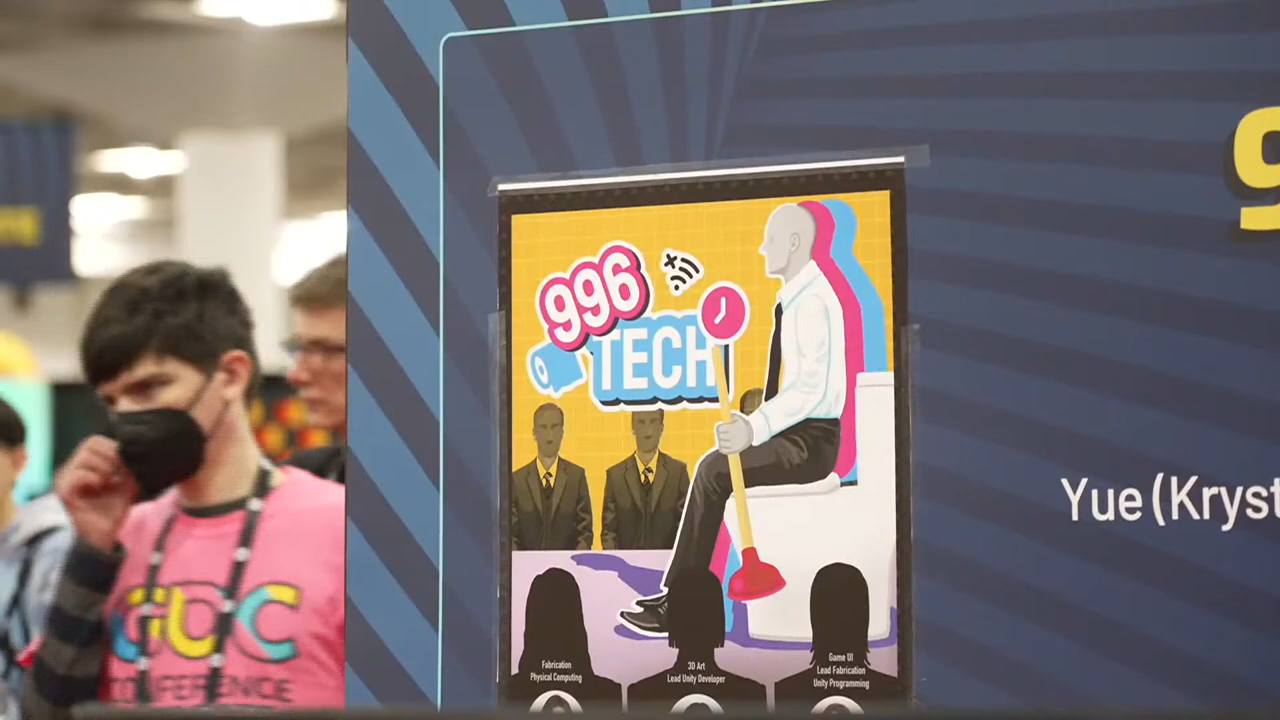 996
TECH
Yue (Kryst
GDC
Fabrication
Physical Computing
3D Art
Lead Unity Developer
Game UI
Lead Fabrication
Unity Programming